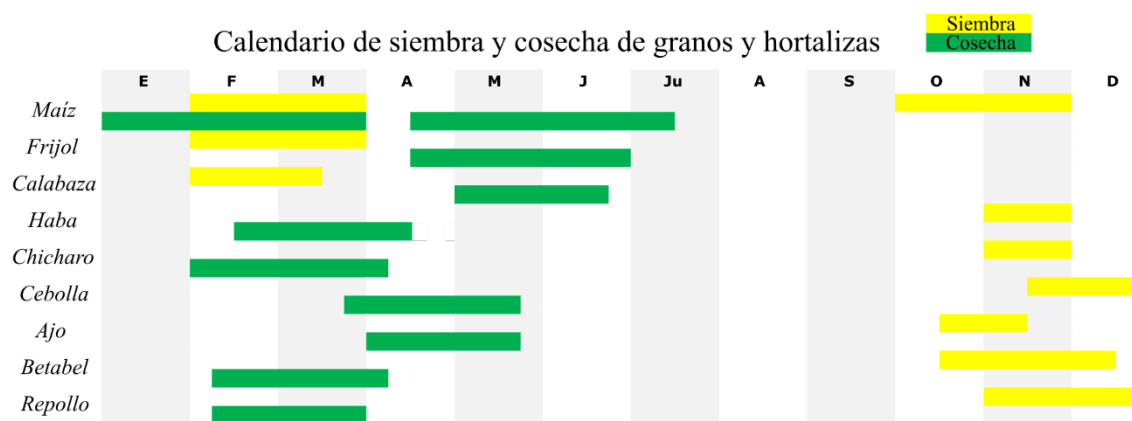 Calendario de siembra y cosecha de granos y hortalizas
Siembra
Cosecha
E F M A M J Ju A S O N D
Maíz
Frijol
Calabaza
Haba
Chicharo
Cebolla
Ajo
Betabel
Repollo